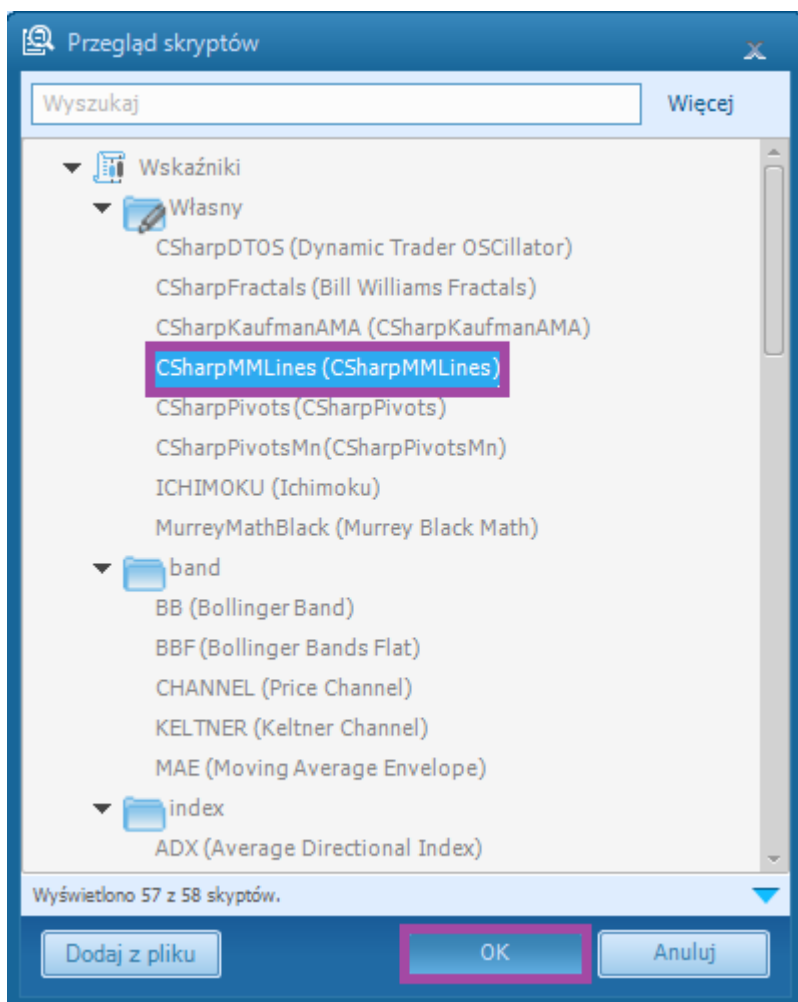 Przegląd skryptów
x
Wyszukaj
Więcej
Wskaźniki
Własny
CSharpDTOS (Dynamic Trader OSCillator)
CSharpFractals (Bill Williams Fractals)
CSharpKaufmanAMA (CSharpKaufmanAMA)
CSharpMMLines (CSharpMMLines)
CSharpPivots (CSharpPivots)
CSharpPivotsMn (CSharpPivotsMn)
ICHIMOKU (Ichimoku)
MurreyMathBlack (Murrey Black Math)
band
BB (Bollinger Band)
BBF (Bollinger Bands Flat)
CHANNEL (Price Channel)
KELTNER (Keltner Channel)
MAE (Moving Average Envelope)
index
ADX (Average Directional Index)
Wyświetlono 57 z 58 skyptów.
Dodaj z pliku
OK
Anuluj